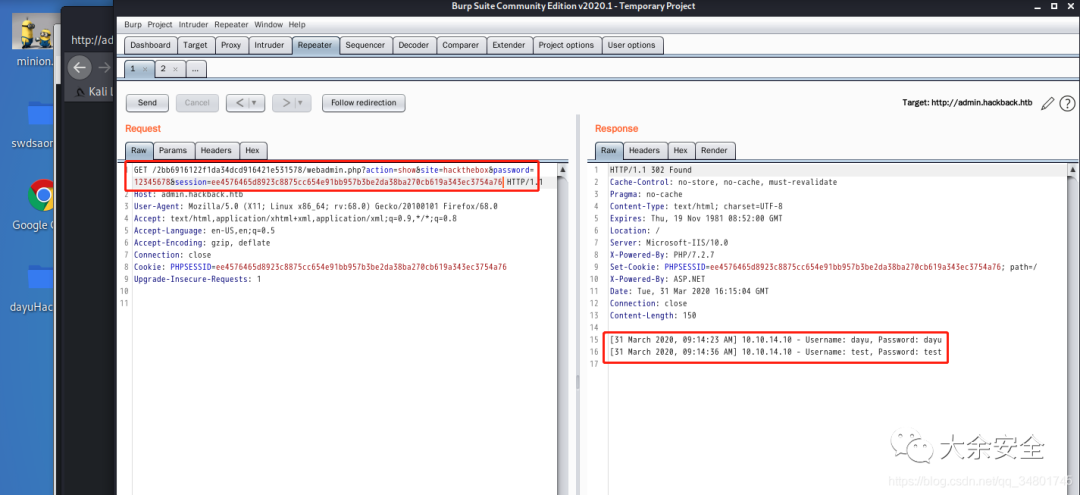 Burp Suite Community Edition v2020.1 - Temporary Project
minion.
swdsaor
Google C
dayuHac
http://ad
Kali l
Burp Project Intruder Repeater Window Help
Dashboard Target Proxy Intruder Repeater Sequencer Decoder Comparer Extender Project options User options
1 × 2 × ...
Send Cancel < | ▼ > | ▼ Follow redirection Target: http://admin.hackback.htb ?
Request
Raw Params Headers Hex
GET /2bb6916122f1da34dcd916421e531578/webadmin.php?action=show&site=hackthebox&password=
12345678&session=ee4576465d8923c8875cc654e91bb957b3be2da38ba270cb619a343ec3754a76 HTTP/1.1
2 Host: admin.hackback.htb
3 User-Agent: Mozilla/5.0 (X11; Linux x86_64; rv:68.0) Gecko/20100101 Firefox/68.0
4 Accept: text/html,application/xhtml+xml,application/xml;q=0.9,*/*;q=0.8
5 Accept-Language: en-US,en;q=0.5
6 Accept-Encoding: gzip, deflate
7 Connection: close
8 Cookie: PHPSESSID=ee4576465d8923c8875cc654e91bb957b3be2da38ba270cb619a343ec3754a76
9 Upgrade-Insecure-Requests: 1
10
11
Response
Raw Headers Hex Render
1 HTTP/1.1 302 Found
2 Cache-Control: no-store, no-cache, must-revalidate
3 Pragma: no-cache
4 Content-Type: text/html; charset=UTF-8
5 Expires: Thu, 19 Nov 1981 08:52:00 GMT
6 Location: /
7 Server: Microsoft-IIS/10.0
8 X-Powered-By: PHP/7.2.7
9 Set-Cookie: PHPSESSID=ee4576465d8923c8875cc654e91bb957b3be2da38ba270cb619a343ec3754a76; path=/
10 X-Powered-By: ASP.NET
11 Date: Tue, 31 Mar 2020 16:15:04 GMT
12 Connection: close
13 Content-Length: 150
14
15 [31 March 2020, 09:14:23 AM] 10.10.14.10 - Username: dayu, Password: dayu
16 [31 March 2020, 09:14:36 AM] 10.10.14.10 - Username: test, Password: test
17
大余安全
https://blog.csdn.net/qq_34801745